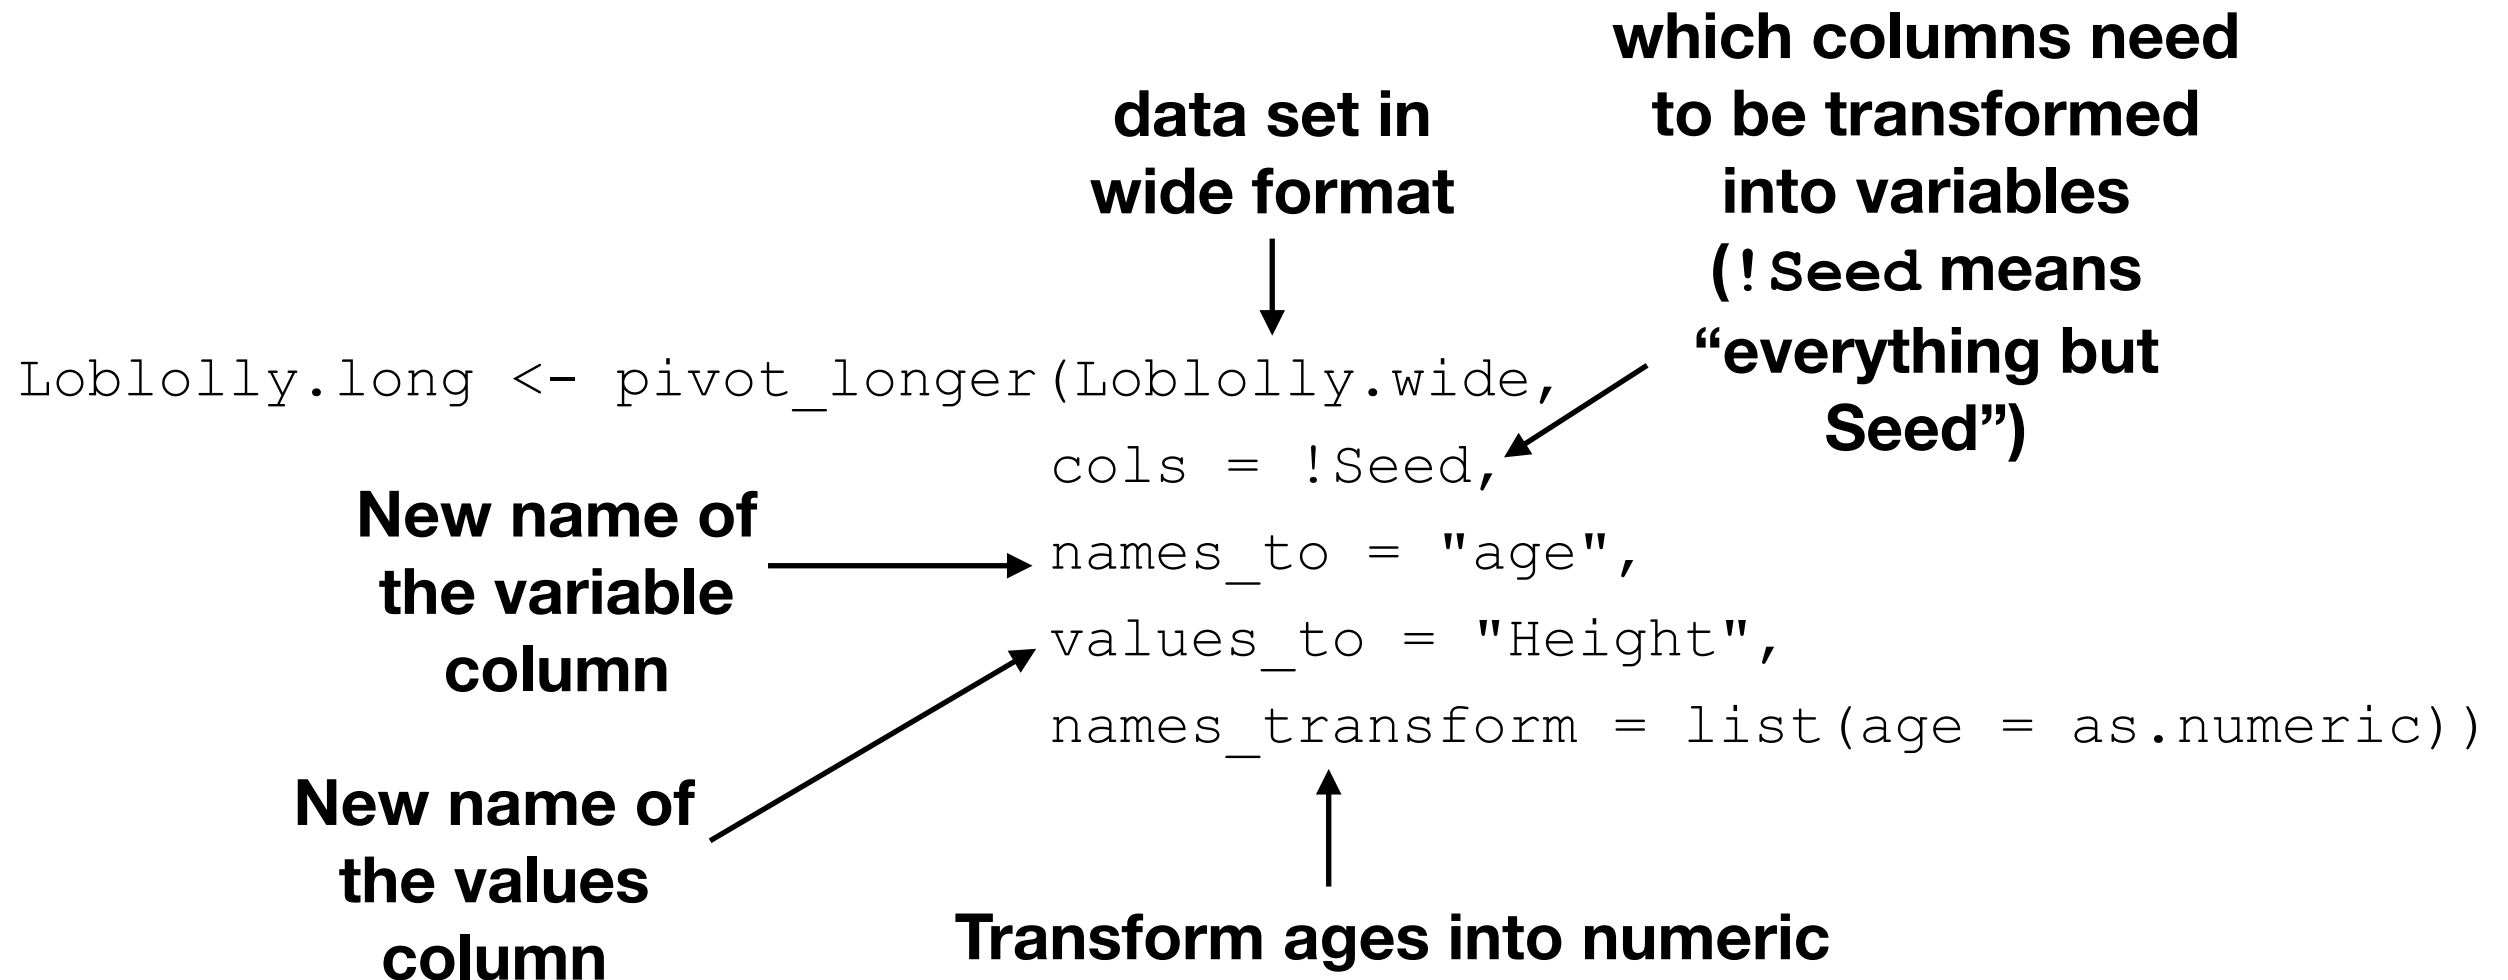 which columns need
to be transformed
into variables
(!Seed means
“everything but
Seed”)
data set in
wide format
Loblolly.long <- pivot_longer(Loblolly.wide,
cols = !Seed,
names_to = "age",
values_to = "Height",
names_transform = list(age = as.numeric))
New name of
the variable
column
New name of
the values
column
Transform ages into numeric